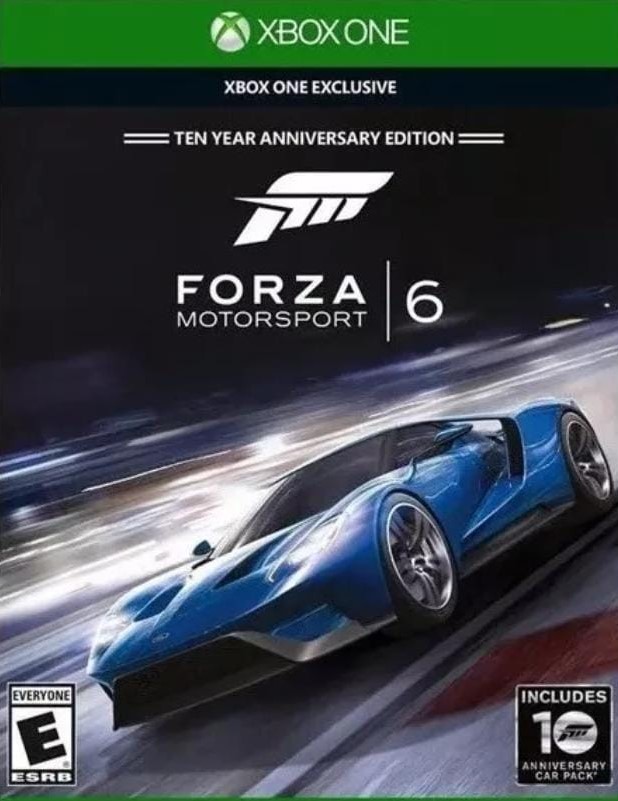 XBOX ONE
XBOX ONE EXCLUSIVE
TEN YEAR ANNIVERSARY EDITION
FORZA
MOTORSPORT
6
EVERYONE
E
ESRB
INCLUDES
10
ANNIVERSARY
CAR PACK*